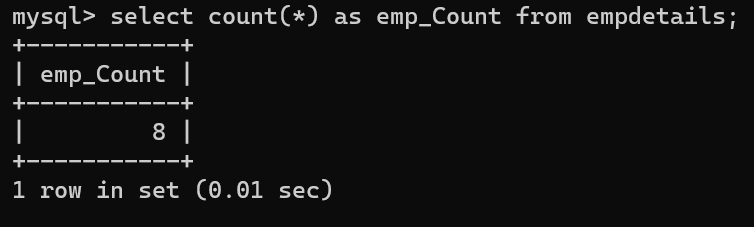 mysql> select count(*) as emp_Count from empdetails;
+-----------+
| emp_Count |
+-----------+
|         8 |
+-----------+
1 row in set (0.01 sec)